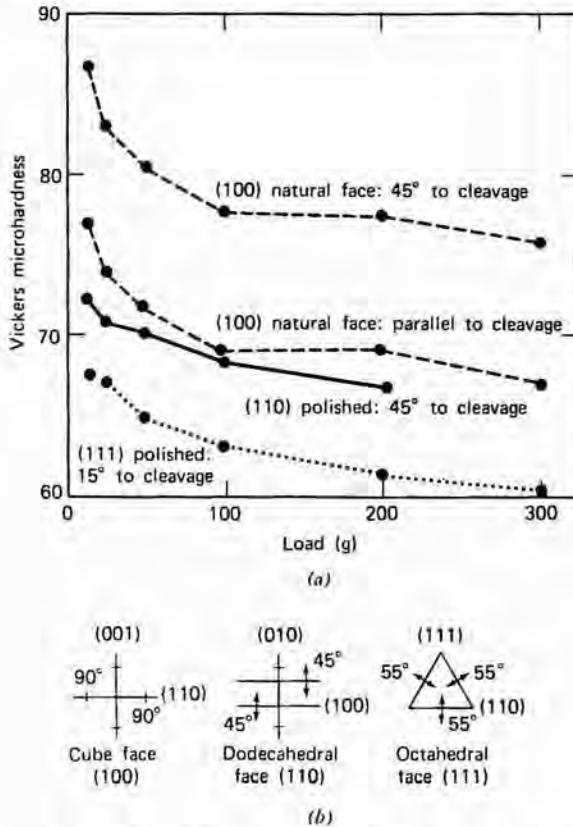 90
(100) natural face: 45° to cleavage
80
Vickers microhardness
(100) natural face: parallel to cleavage
70
(110) polished: 45° to cleavage
(111) polished:
15° to cleavage
60
0 100 200 300
Load (g)
(a)
(001) (010) (111)
90° 45° 55° 55°
(110) (100) (110)
90° 45° 55°
Cube face Dodecahedral Octahedral
(100) face (110) tace (111)
(b)